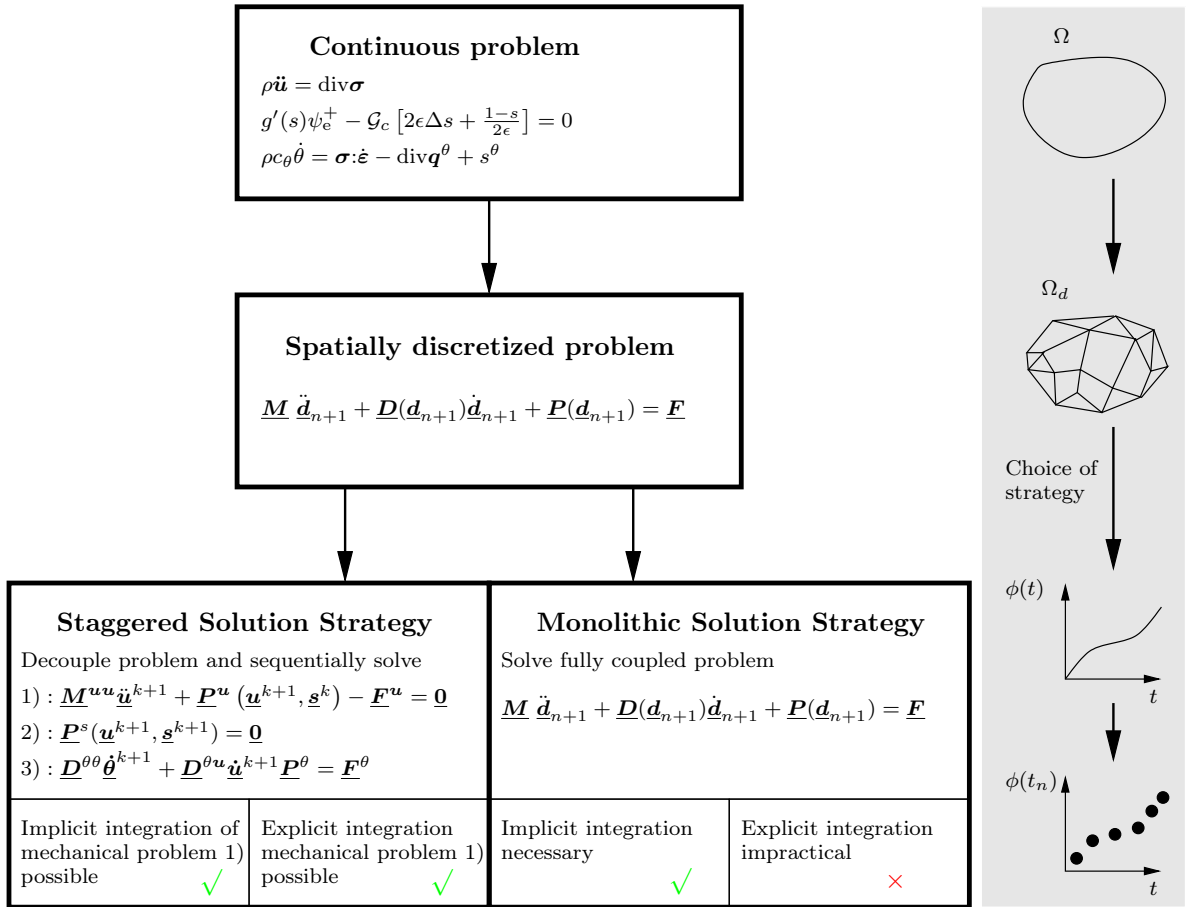 Continuous problem
ρü = divσ
g′(s)ψₑ⁺ − 𝒢_c [2ϵΔs + (1−s)/(2ϵ)] = 0
ρc_θ θ̇ = σ:ε̇ − divq^θ + s^θ
Spatially discretized problem
M d̈_{n+1} + D(d_{n+1})ḋ_{n+1} + P(d_{n+1}) = F
Staggered Solution Strategy
Decouple problem and sequentially solve
1) : M^{uu}ü^{k+1} + P^u (u^{k+1}, s^k) − F^u = 0
2) : P^s(u^{k+1}, s^{k+1}) = 0
3) : D^{θθ}θ̇^{k+1} + D^{θu}u̇^{k+1}P^θ = F^θ
Implicit integration of
mechanical problem 1)
possible ✓
Explicit integration
mechanical problem 1)
possible ✓
Monolithic Solution Strategy
Solve fully coupled problem
M d̈_{n+1} + D(d_{n+1})ḋ_{n+1} + P(d_{n+1}) = F
Implicit integration
necessary ✓
Explicit integration
impractical
×
Ω
Ω_d
Choice of
strategy
ϕ(t)
t
ϕ(t_n)
t